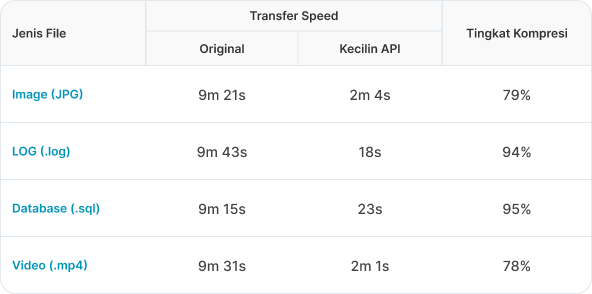 Jenis File
Transfer Speed
Tingkat Kompresi
Original
Kecilin API
Image (JPG)
9m 21s
2m 4s
79%
LOG (.log)
9m 43s
18s
94%
Database (.sql)
9m 15s
23s
95%
Video (.mp4)
9m 31s
2m 1s
78%